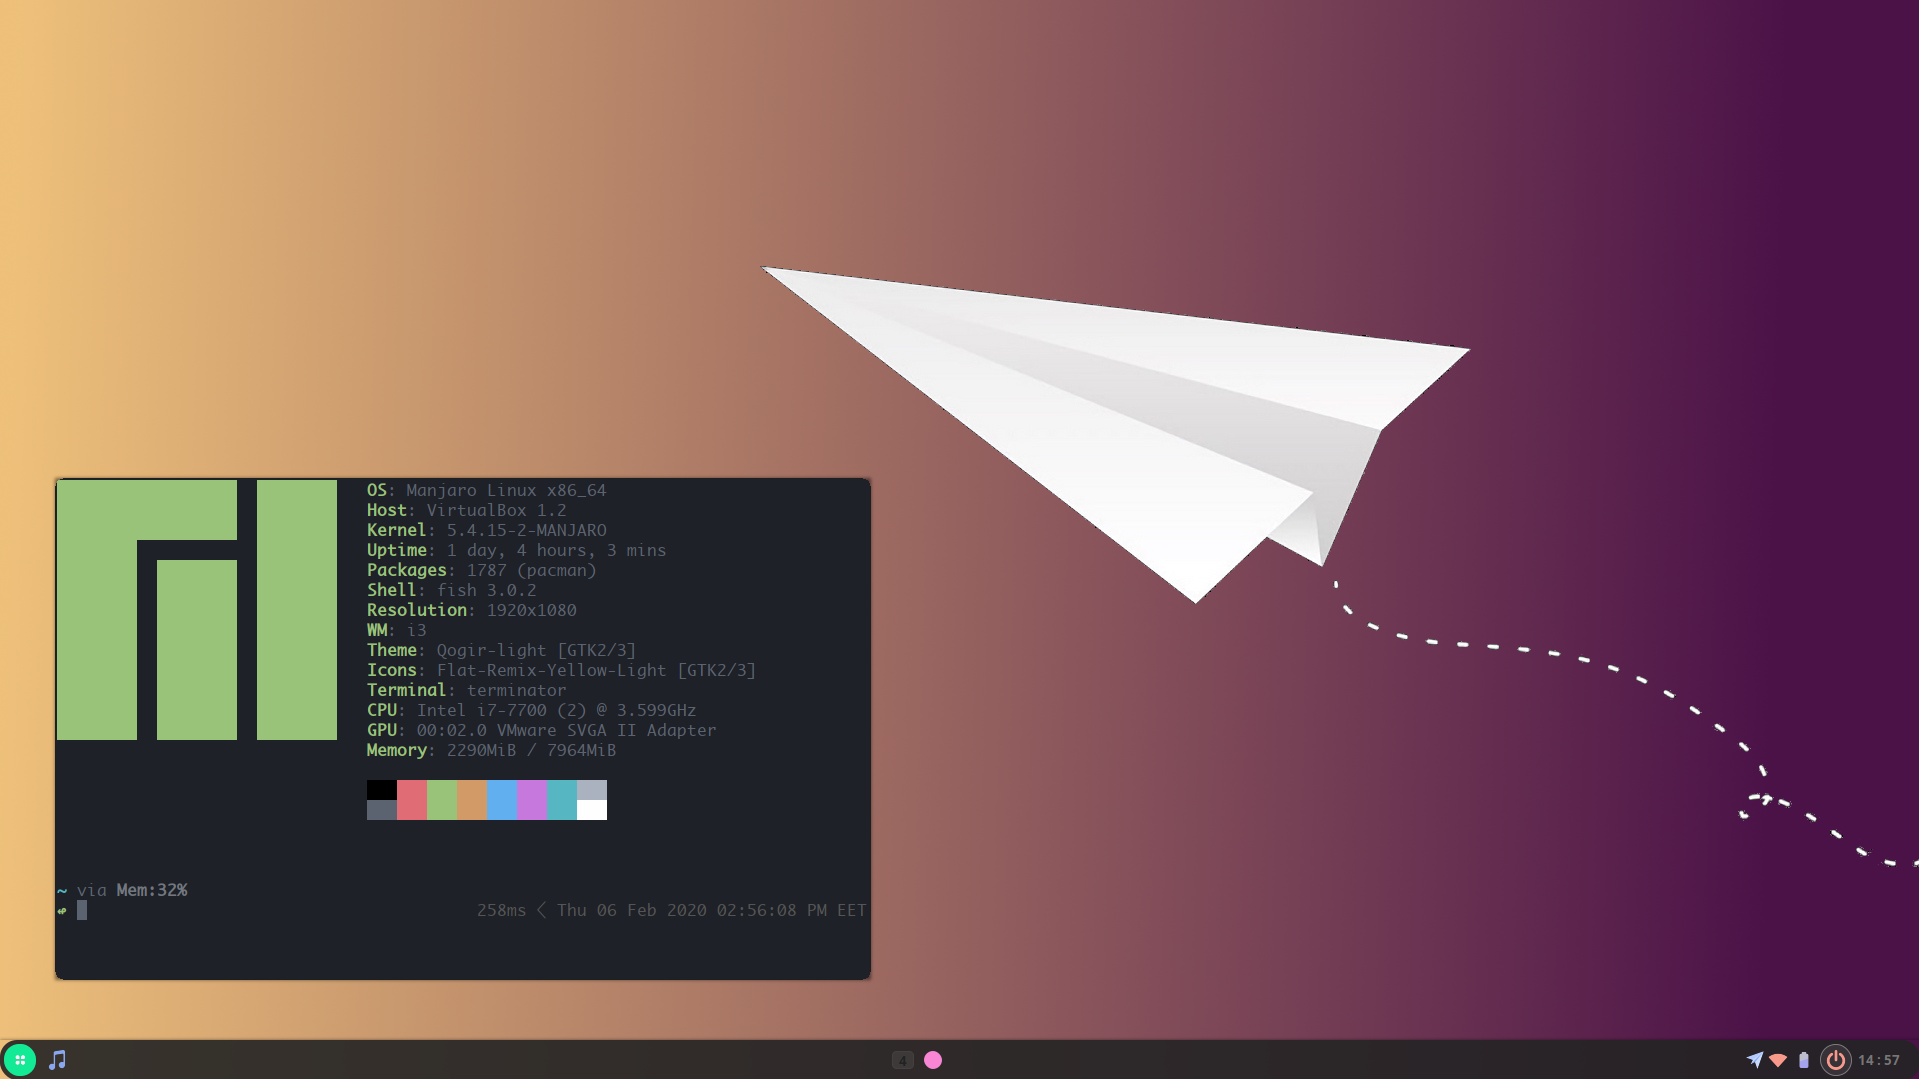 OS: Manjaro Linux x86_64
Host: VirtualBox 1.2
Kernel: 5.4.15-2-MANJARO
Uptime: 1 day, 4 hours, 3 mins
Packages: 1787 (pacman)
Shell: fish 3.0.2
Resolution: 1920x1080
WM: i3
Theme: Qogir-light [GTK2/3]
Icons: Flat-Remix-Yellow-Light [GTK2/3]
Terminal: terminator
CPU: Intel i7-7700 (2) @ 3.599GHz
GPU: 00:02.0 VMware SVGA II Adapter
Memory: 2290MiB / 7964MiB
~ via Mem:32%
258ms < Thu 06 Feb 2020 02:56:08 PM EET
4
14:57